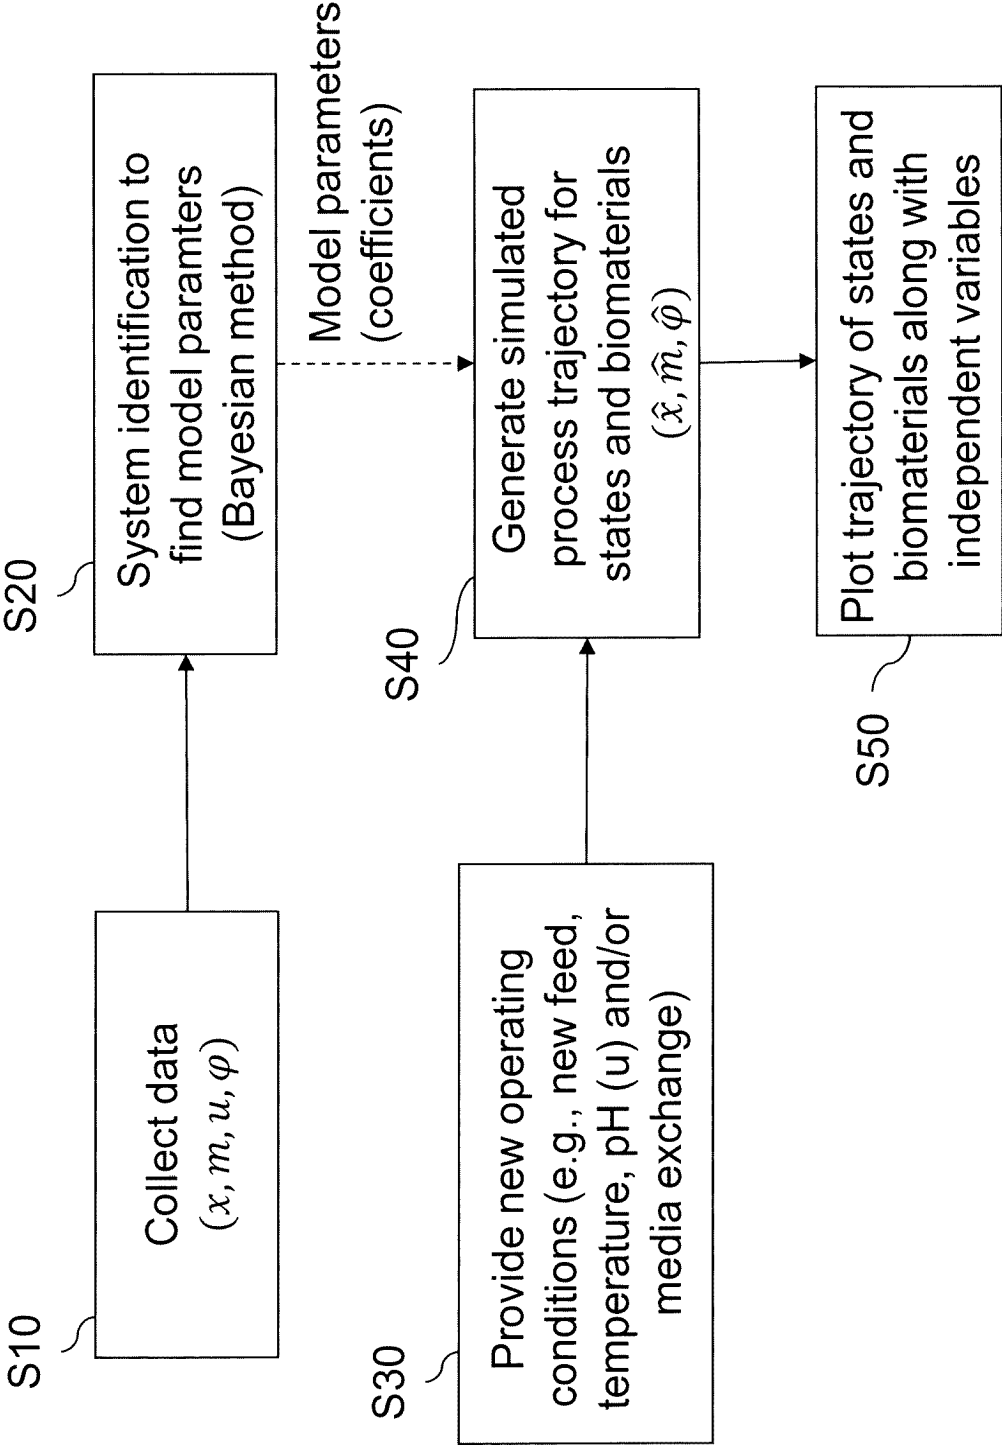 S10
Collect data
(x, m, u, φ)
S20
System identification to
find model paramters
(Bayesian method)
Model parameters
(coefficients)
S30
Provide new operating
conditions (e.g., new feed,
temperature, pH (u) and/or
media exchange)
S40
Generate simulated
process trajectory for
states and biomaterials
(x̂, m̂, φ̂)
S50
Plot trajectory of states and
biomaterials along with
independent variables